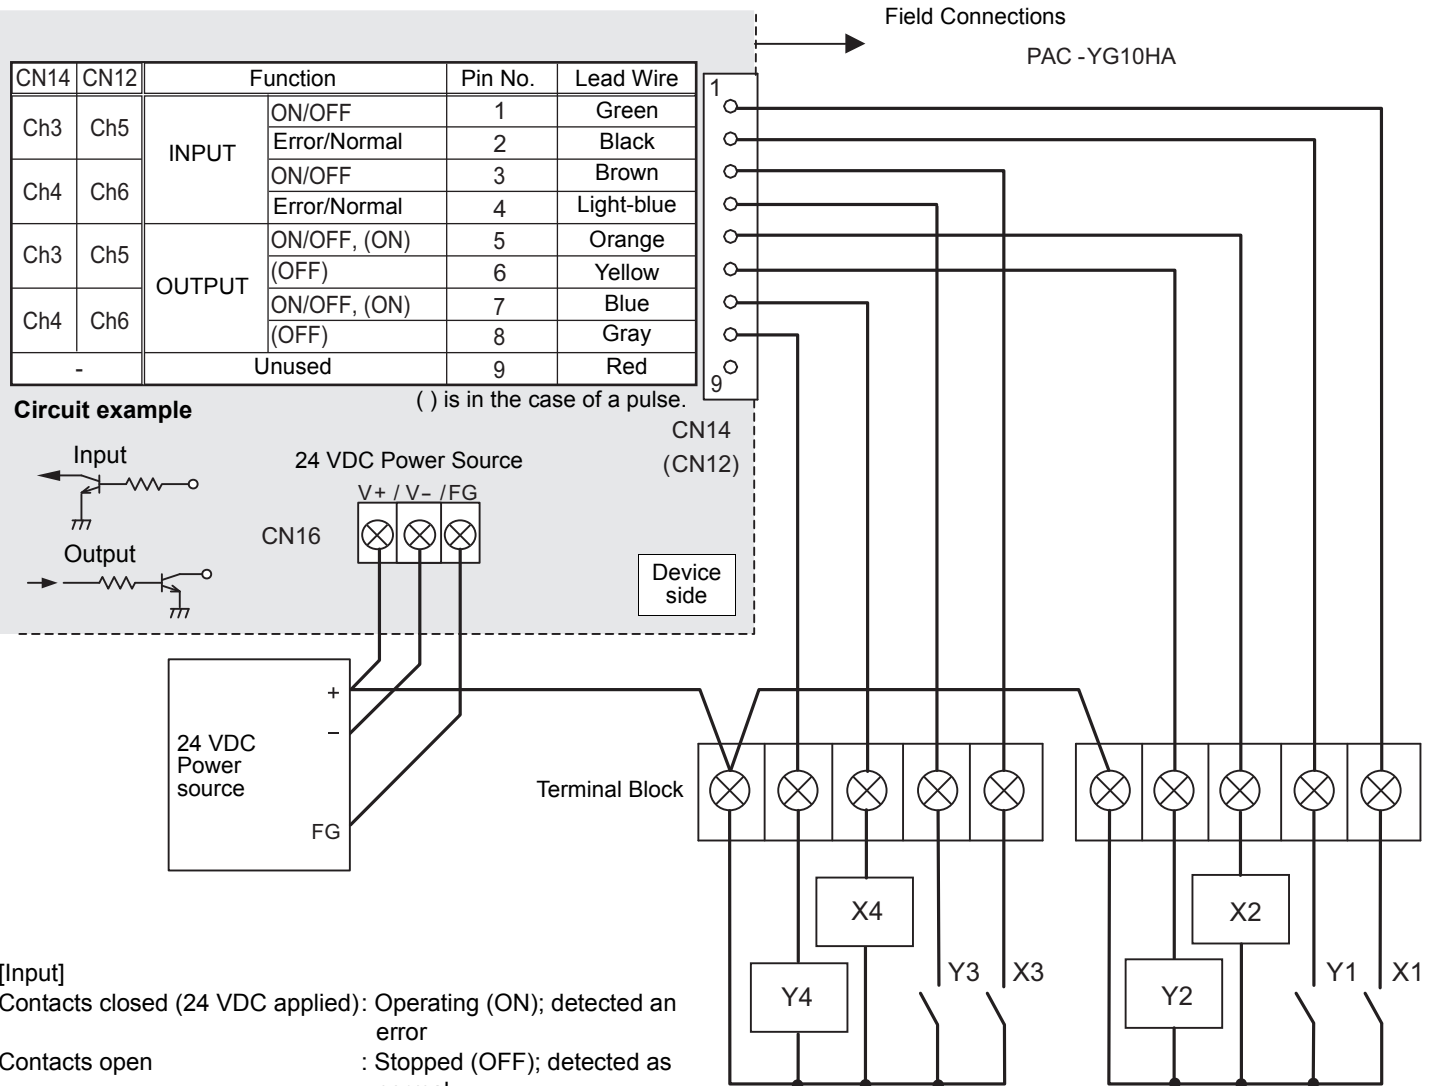 Field Connections
PAC -YG10HA
CN14 CN12 Function Pin No. Lead Wire
Ch3 Ch5 INPUT ON/OFF 1 Green
Error/Normal 2 Black
Ch4 Ch6 ON/OFF 3 Brown
Error/Normal 4 Light-blue
Ch3 Ch5 OUTPUT ON/OFF, (ON) 5 Orange
(OFF) 6 Yellow
Ch4 Ch6 ON/OFF, (ON) 7 Blue
(OFF) 8 Gray
- Unused 9 Red
1
9
( ) is in the case of a pulse.
CN14
(CN12)
Circuit example
Input
Output
24 VDC Power Source
V+ / V– /FG
CN16
Device
side
24 VDC
Power
source
+
–
FG
Terminal Block
X4
Y4
Y3 X3
X2
Y2
Y1 X1
[Input]
Contacts closed (24 VDC applied): Operating (ON); detected an
error
Contacts open : Stopped (OFF); detected as